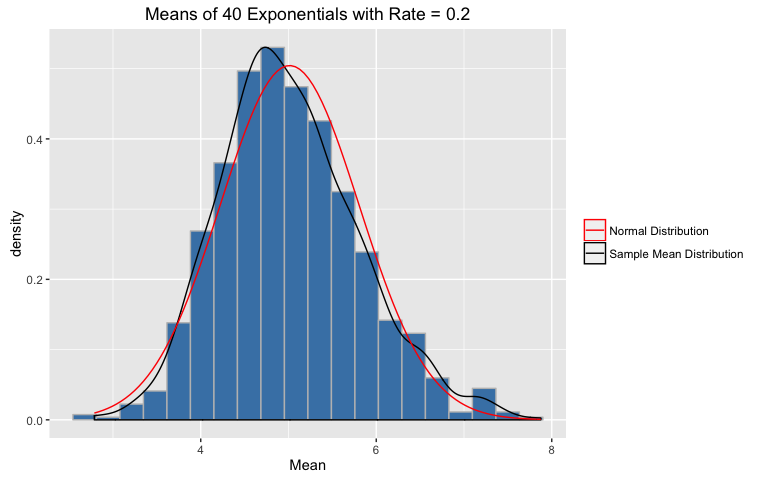 Means of 40 Exponentials with Rate = 0.2
density
0.4
0.2
0.0
4
6
8
Mean
Normal Distribution
Sample Mean Distribution